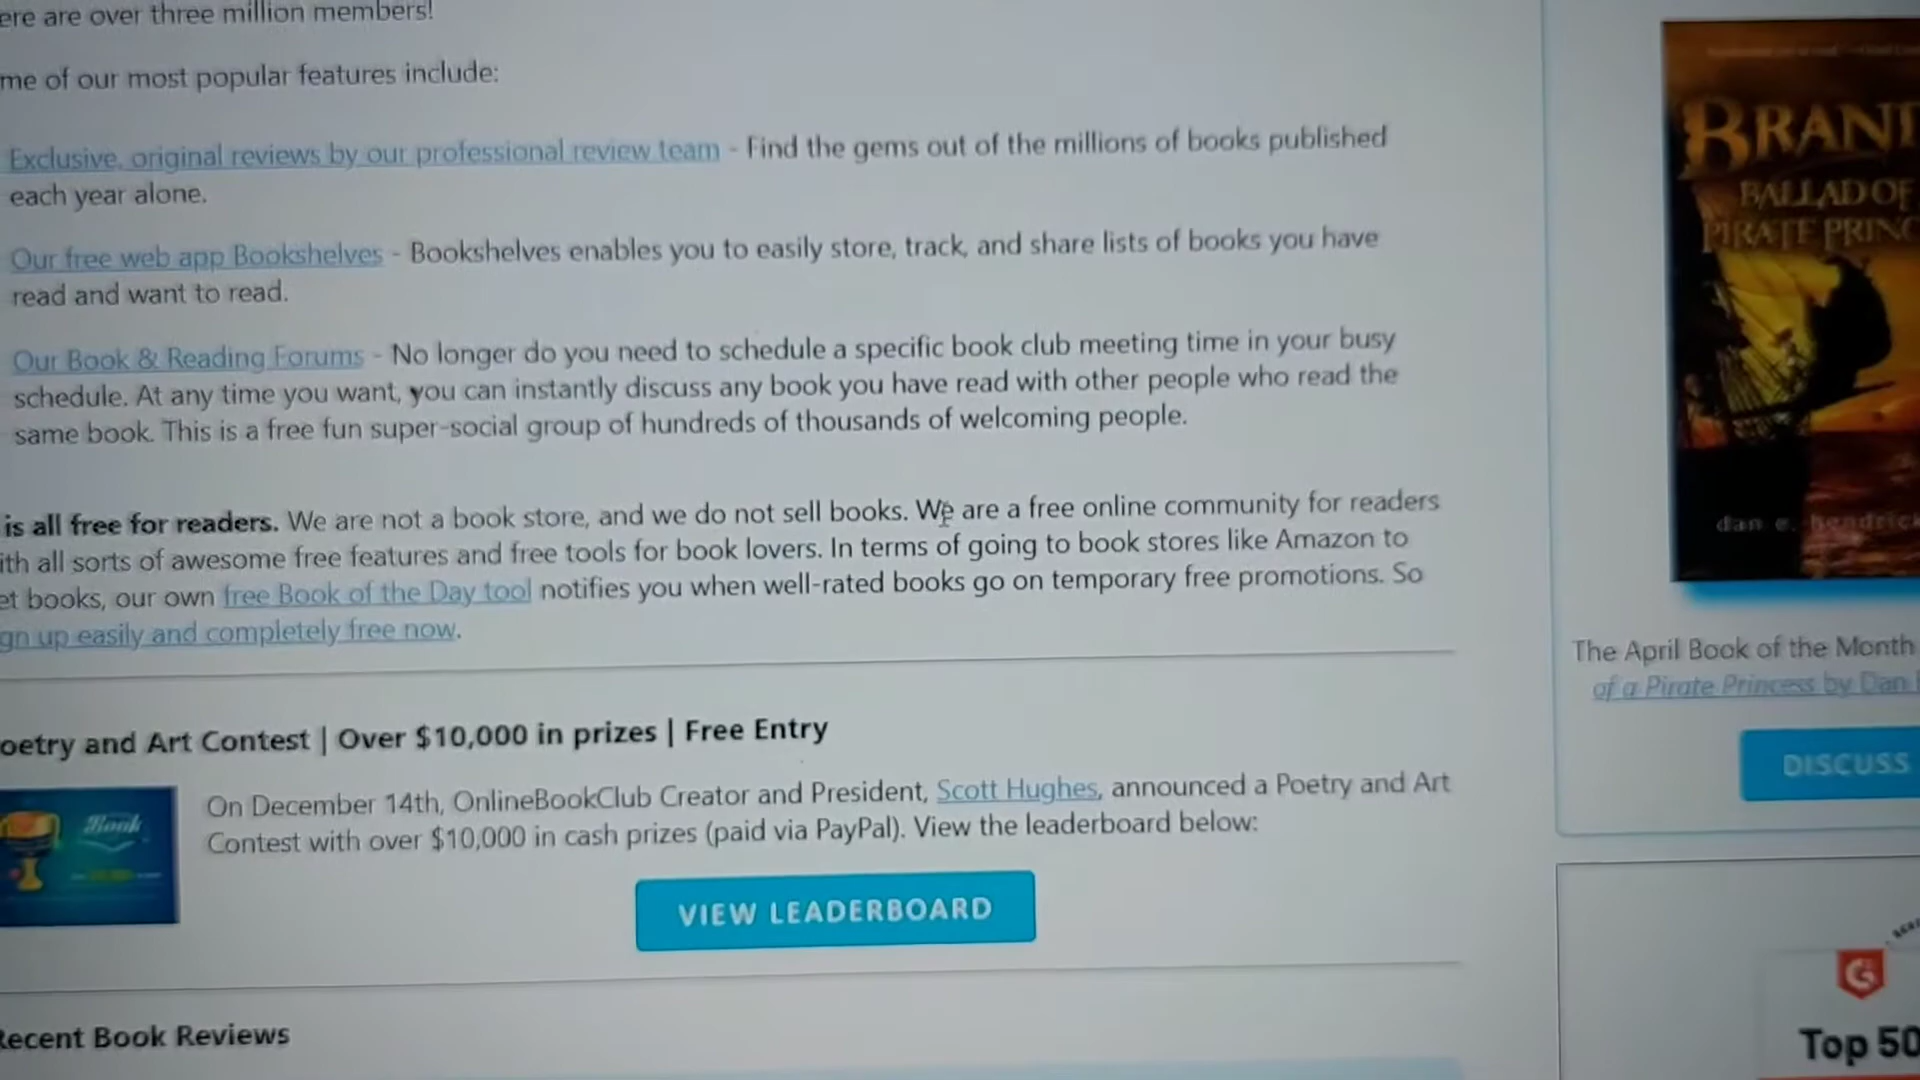 ere are over three million members!
me of our most popular features include:
Exclusive, original reviews by our professional review team - Find the gems out of the millions of books published
each year alone.
Our free web app Bookshelves - Bookshelves enables you to easily store, track, and share lists of books you have
read and want to read.
Our Book & Reading Forums - No longer do you need to schedule a specific book club meeting time in your busy
schedule. At any time you want, you can instantly discuss any book you have read with other people who read the
same book. This is a free fun super-social group of hundreds of thousands of welcoming people.
is all free for readers. We are not a book store, and we do not sell books. We are a free online community for readers
ith all sorts of awesome free features and free tools for book lovers. In terms of going to book stores like Amazon to
et books, our own free Book of the Day tool notifies you when well-rated books go on temporary free promotions. So
gn up easily and completely free now.
oetry and Art Contest | Over $10,000 in prizes | Free Entry
Book
On December 14th, OnlineBookClub Creator and President, Scott Hughes, announced a Poetry and Art
Contest with over $10,000 in cash prizes (paid via PayPal). View the leaderboard below:
VIEW LEADERBOARD
Recent Book Reviews
BRAN
BALLAD OF
PIRATE PRINC
dan e. hendrick
The April Book of the Month
of a Pirate Princess by Dan
DISCUSS
G
Top 50